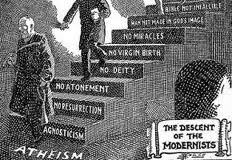 BIBLE NOT INFALLIBLE
MAN NOT MADE IN GOD'S IMAGE
NO MIRACLES
NO VIRGIN BIRTH
NO DEITY
NO ATONEMENT
NO RESURRECTION
AGNOSTICISM
ATHEISM
THE DESCENT
OF THE
MODERNISTS